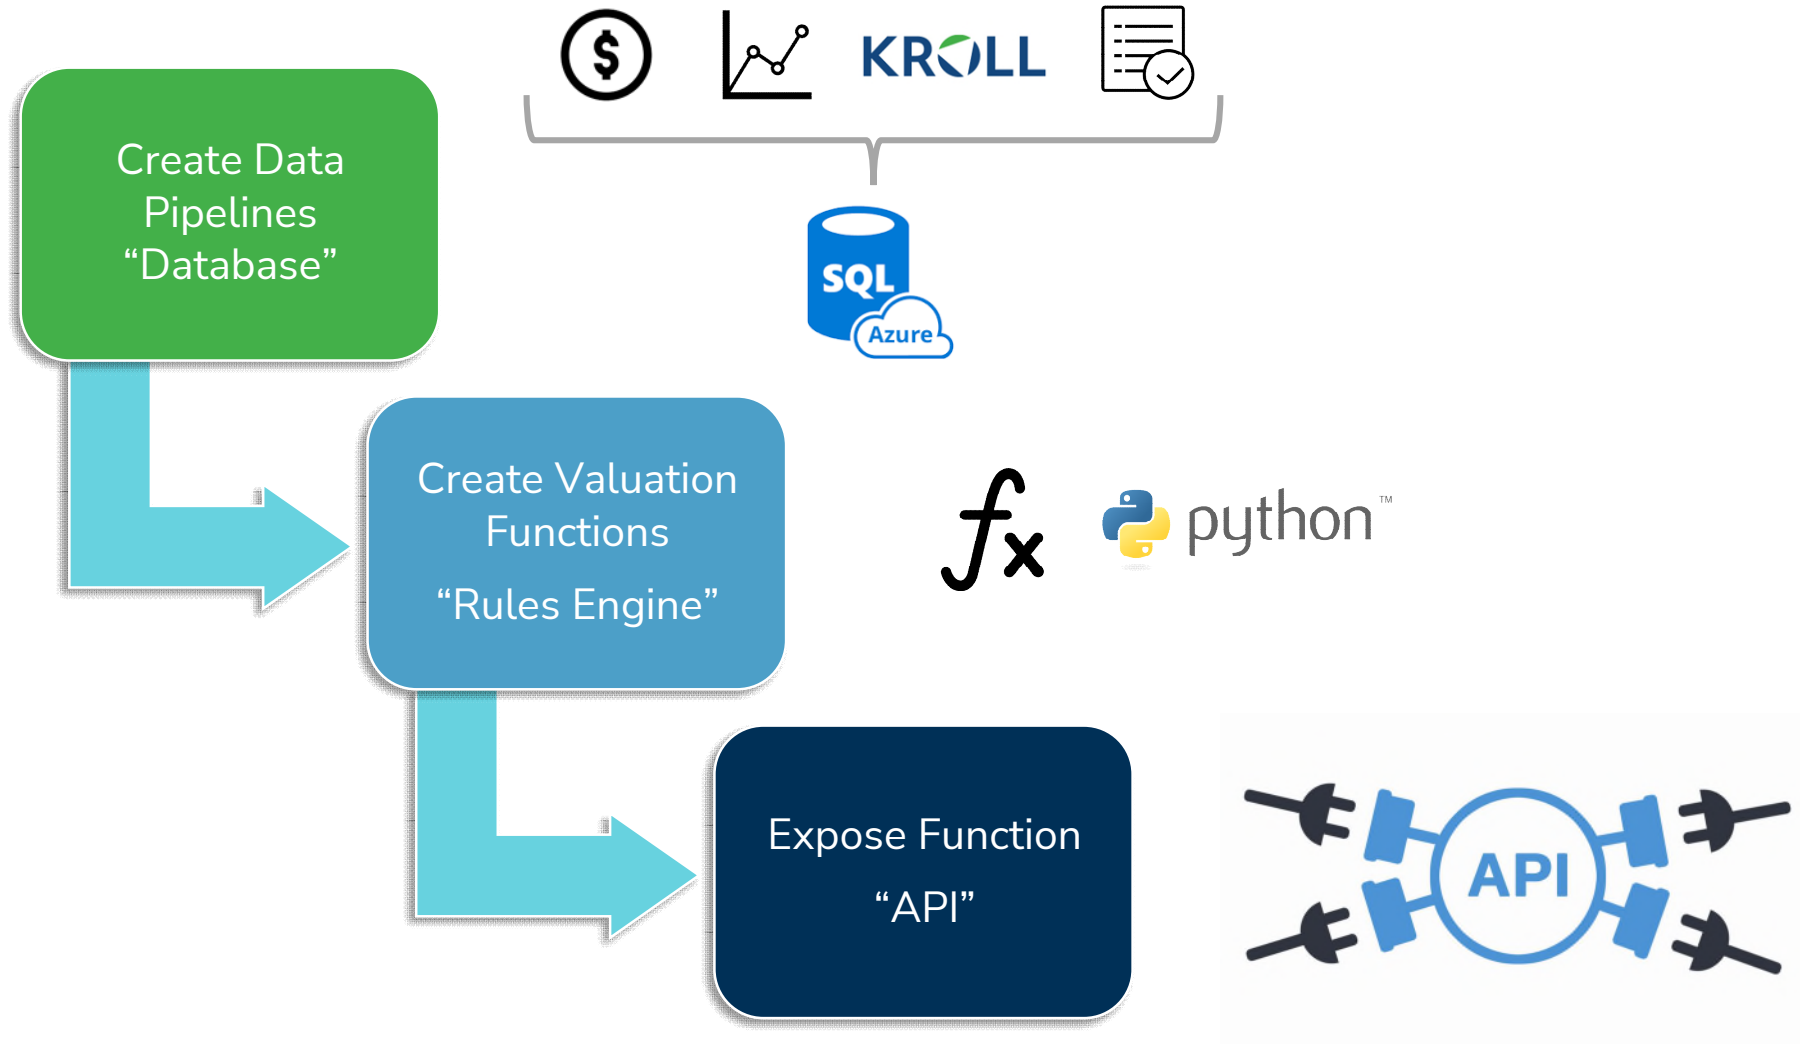 $
KROLL
Create Data
Pipelines
“Database”
SQL
Azure
Create Valuation
Functions
“Rules Engine”
fx
python™
Expose Function
“API”
API